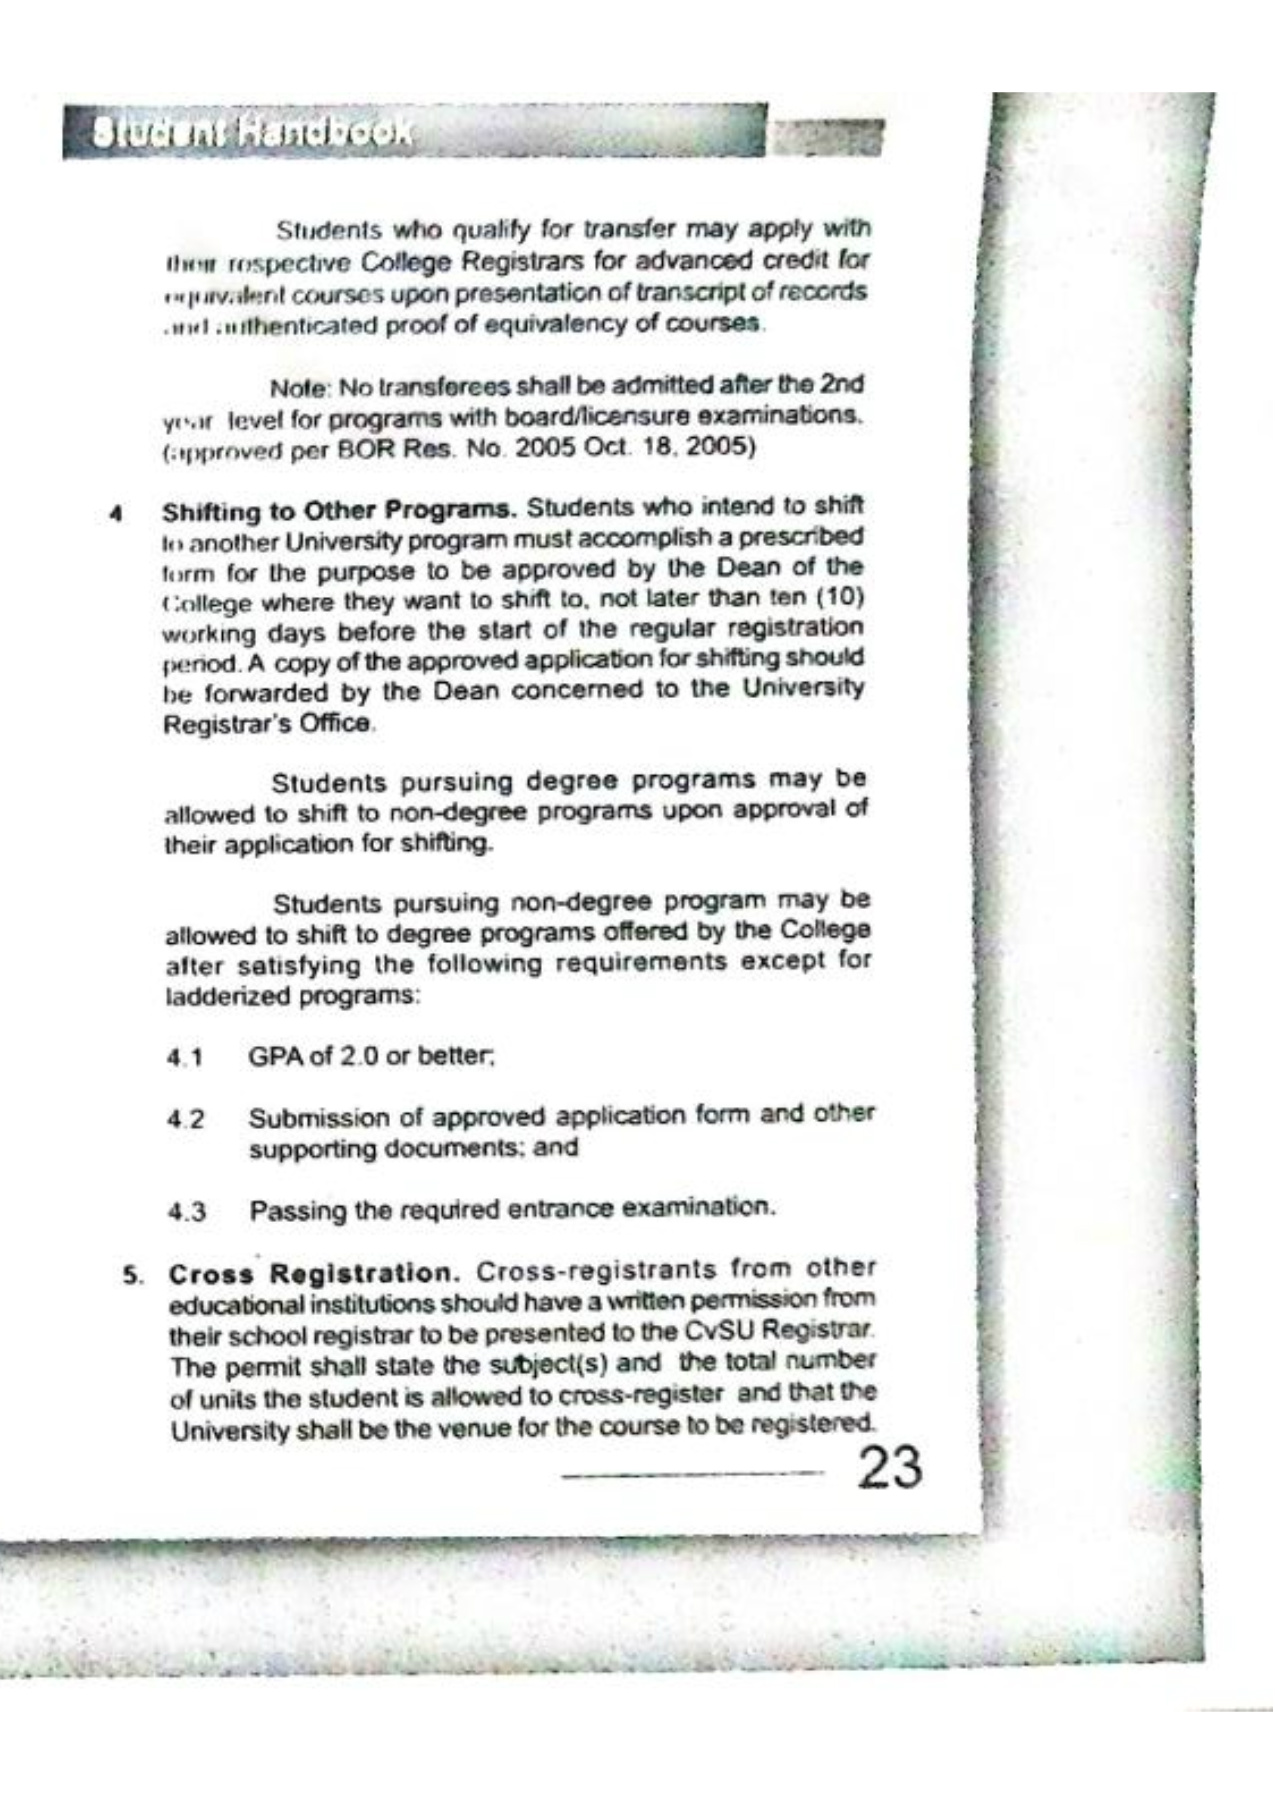 Student Handbook
Students who qualify for transfer may apply with
their respective College Registrars for advanced credit for
equivalent courses upon presentation of transcript of records
and authenticated proof of equivalency of courses.
Note: No transferees shall be admitted after the 2nd
year level for programs with board/licensure examinations.
(approved per BOR Res. No. 2005 Oct. 18, 2005)
4 Shifting to Other Programs. Students who intend to shift
to another University program must accomplish a prescribed
form for the purpose to be approved by the Dean of the
College where they want to shift to, not later than ten (10)
working days before the start of the regular registration
period. A copy of the approved application for shifting should
be forwarded by the Dean concerned to the University
Registrar's Office.
Students pursuing degree programs may be
allowed to shift to non-degree programs upon approval of
their application for shifting.
Students pursuing non-degree program may be
allowed to shift to degree programs offered by the College
after satisfying the following requirements except for
ladderized programs:
4.1 GPA of 2.0 or better;
4.2 Submission of approved application form and other
supporting documents; and
4.3 Passing the required entrance examination.
5. Cross Registration. Cross-registrants from other
educational institutions should have a written permission from
their school registrar to be presented to the CvSU Registrar.
The permit shall state the subject(s) and the total number
of units the student is allowed to cross-register and that the
University shall be the venue for the course to be registered.
23